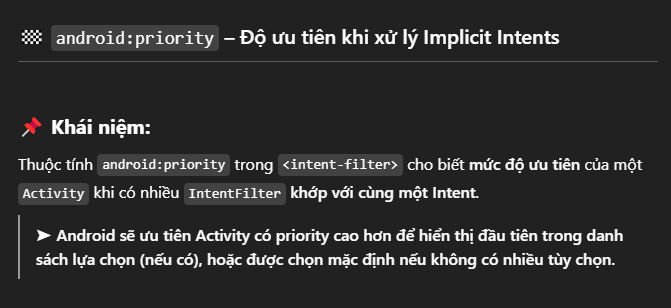 android:priority – Độ ưu tiên khi xử lý Implicit Intents
Khái niệm:
Thuộc tính android:priority trong <intent-filter> cho biết mức độ ưu tiên của một
Activity khi có nhiều IntentFilter khớp với cùng một Intent.
➤ Android sẽ ưu tiên Activity có priority cao hơn để hiển thị đầu tiên trong danh
sách lựa chọn (nếu có), hoặc được chọn mặc định nếu không có nhiều tùy chọn.